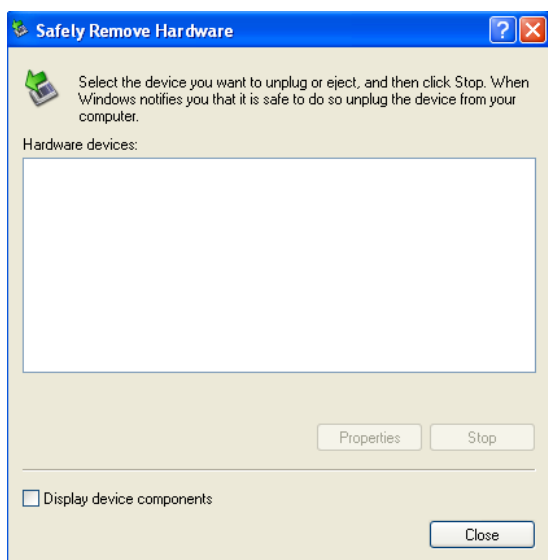 Safely Remove Hardware
Select the device you want to unplug or eject, and then click Stop. When
Windows notifies you that it is safe to do so unplug the device from your
computer.
Hardware devices:
Properties Stop
Display device components
Close